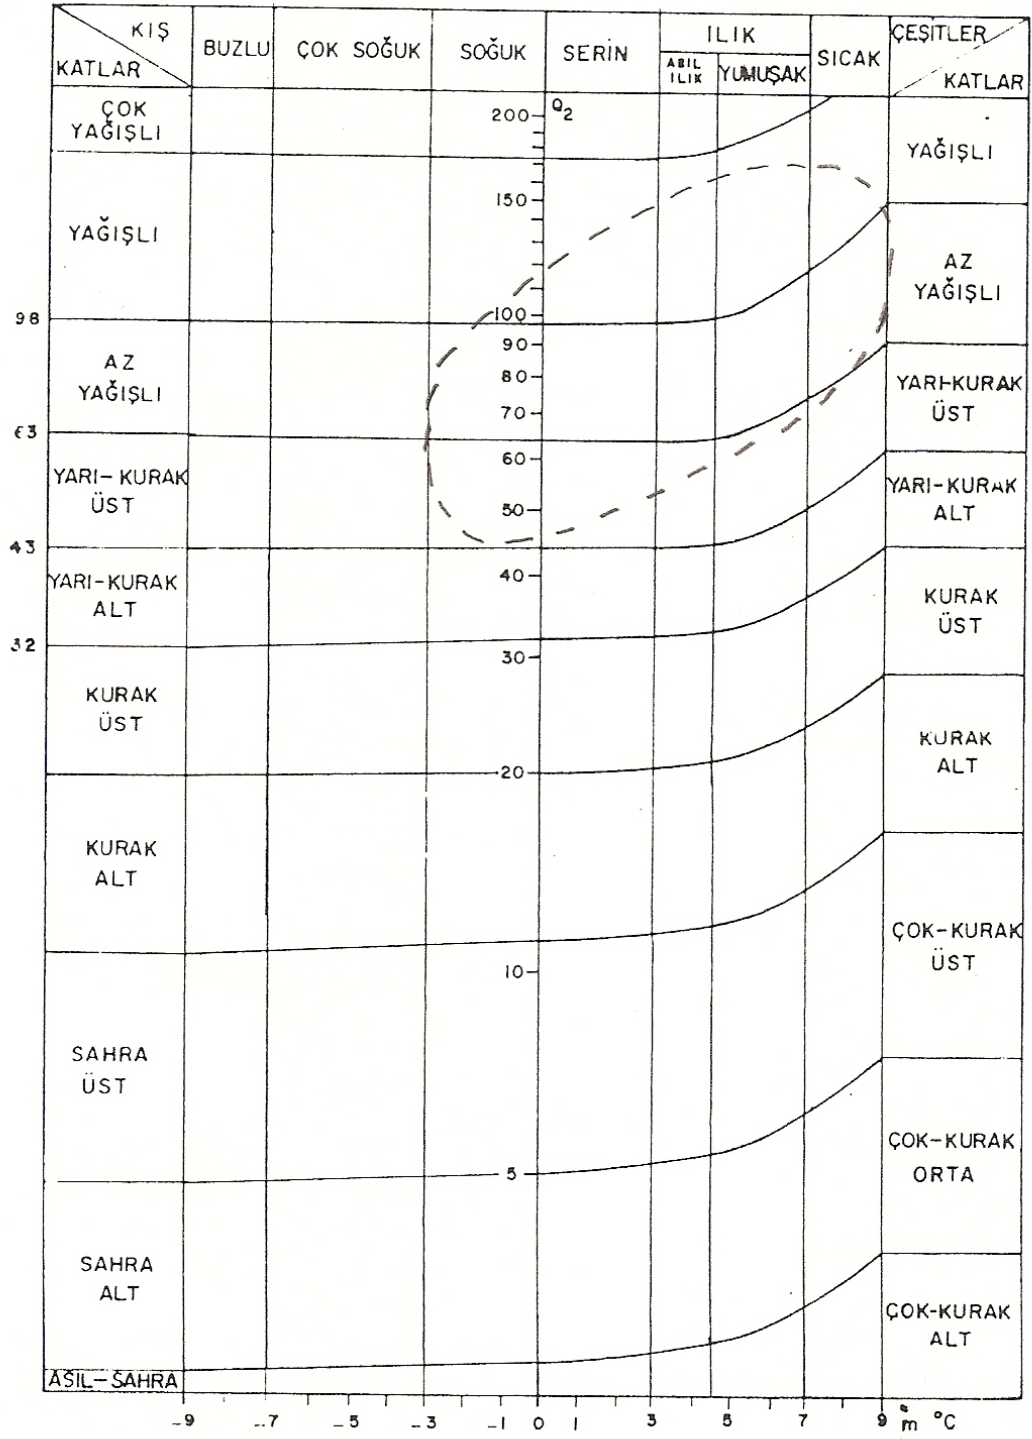 KIŞ
KATLAR
BUZLU
ÇOK SOĞUK
SOĞUK
SERİN
ILIK
ASIL
ILIK
YUMUŞAK
SICAK
ÇEŞİTLER
KATLAR
ÇOK
YAĞIŞLI
YAĞIŞLI
98
AZ
YAĞIŞLI
63
YARI-KURAK
ÜST
43
YARI-KURAK
ALT
32
KURAK
ÜST
KURAK
ALT
SAHRA
ÜST
SAHRA
ALT
ASIL-SAHRA
Q2
200
150
100
90
80
70
60
50
40
30
20
10
5
YAĞIŞLI
AZ
YAĞIŞLI
YARI-KURAK
ÜST
YARI-KURAK
ALT
KURAK
ÜST
KURAK
ALT
ÇOK-KURAK
ÜST
ÇOK-KURAK
ORTA
ÇOK-KURAK
ALT
-9 -7 -5 -3 -1 0 1 3 5 7 9 m °C